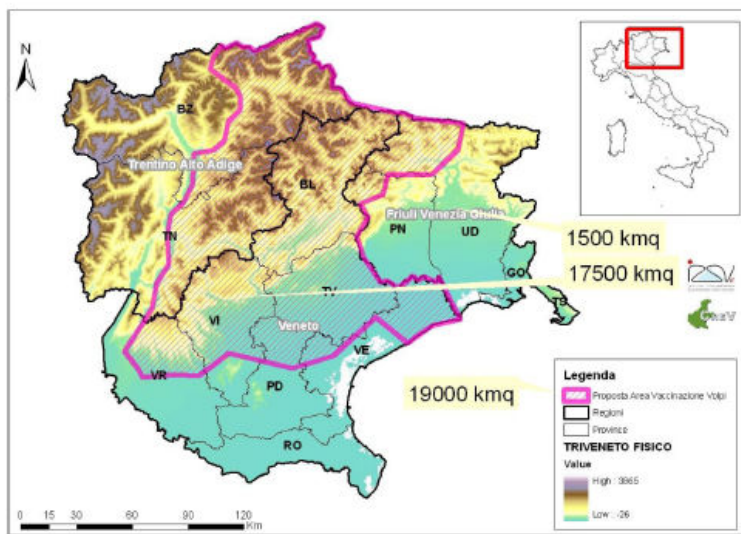 N
BZ
Trentino Alto Adige
BL
TN
Friuli Venezia Giulia
PN
UD
1500 kmq
17500 kmq
GO
TS
TV
VI
Veneto
VE
VR
PD
RO
19000 kmq
Legenda
Proposta Area Vaccinazione Volpi
Regioni
Province
TRIVENETO FISICO
Value
High : 3865
Low : -26
0 15 30 60 90 120
Km